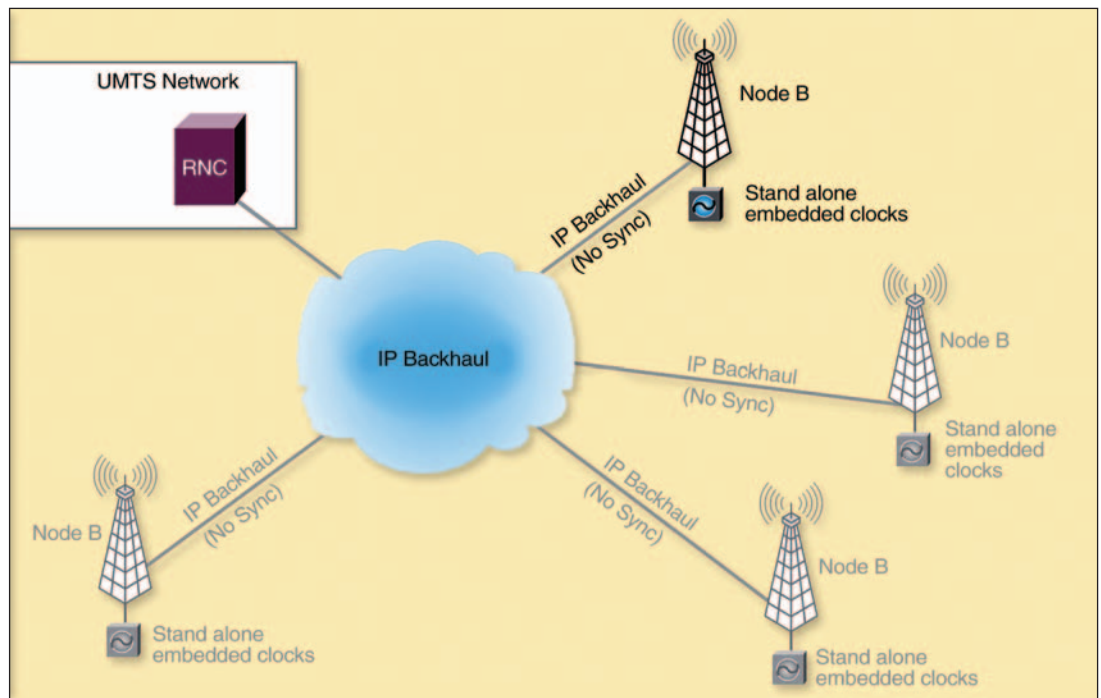 UMTS Network
RNC
Node B
Stand alone
embedded clocks
IP Backhaul
(No Sync)
IP Backhaul
Node B
IP Backhaul
(No Sync)
Stand alone
embedded
clocks
IP Backhaul
(No Sync)
Node B
Stand alone
embedded clocks
IP Backhaul
(No Sync)
Node B
Stand alone
embedded clocks